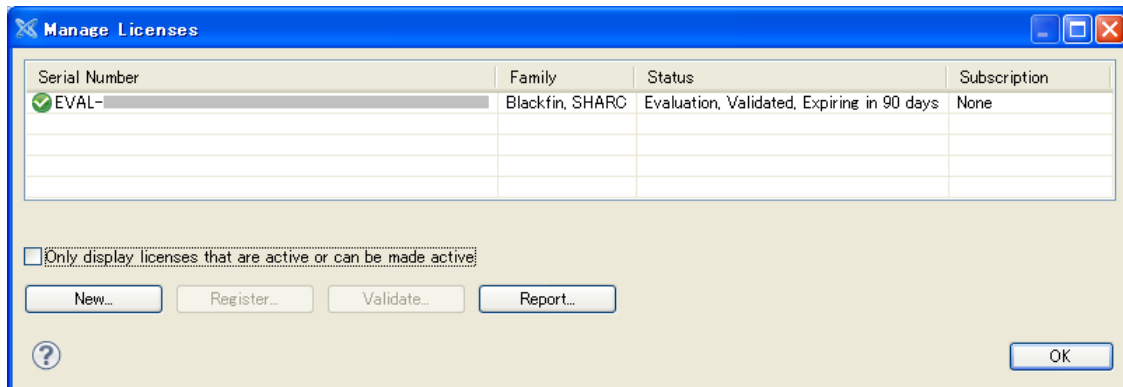 Manage Licenses
Serial Number Family Status Subscription
EVAL- Blackfin, SHARC Evaluation, Validated, Expiring in 90 days None
Only display licenses that are active or can be made active
New... Register... Validate... Report...
?
OK